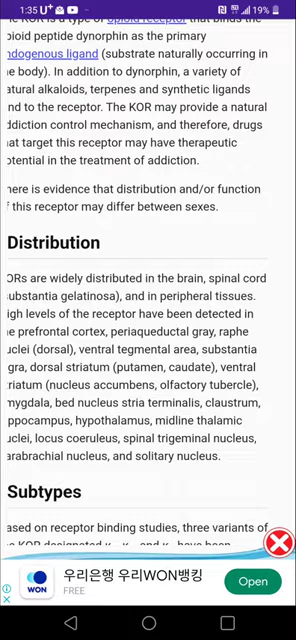 1:35
19%
KOR is a type of opioid receptor that binds the
pioid peptide dynorphin as the primary
ndogenous ligand (substrate naturally occurring in
e body). In addition to dynorphin, a variety of
atural alkaloids, terpenes and synthetic ligands
nd to the receptor. The KOR may provide a natural
ddiction control mechanism, and therefore, drugs
at target this receptor may have therapeutic
otential in the treatment of addiction.
here is evidence that distribution and/or function
f this receptor may differ between sexes.
Distribution
ORs are widely distributed in the brain, spinal cord
substantia gelatinosa), and in peripheral tissues.
igh levels of the receptor have been detected in
e prefrontal cortex, periaqueductal gray, raphe
uclei (dorsal), ventral tegmental area, substantia
gra, dorsal striatum (putamen, caudate), ventral
triatum (nucleus accumbens, olfactory tubercle),
mygdala, bed nucleus stria terminalis, claustrum,
ppocampus, hypothalamus, midline thalamic
uclei, locus coeruleus, spinal trigeminal nucleus,
arabrachial nucleus, and solitary nucleus.
Subtypes
ased on receptor binding studies, three variants of
KOR designated and have been
우리은행 우리WON뱅킹
WON
FREE
Open